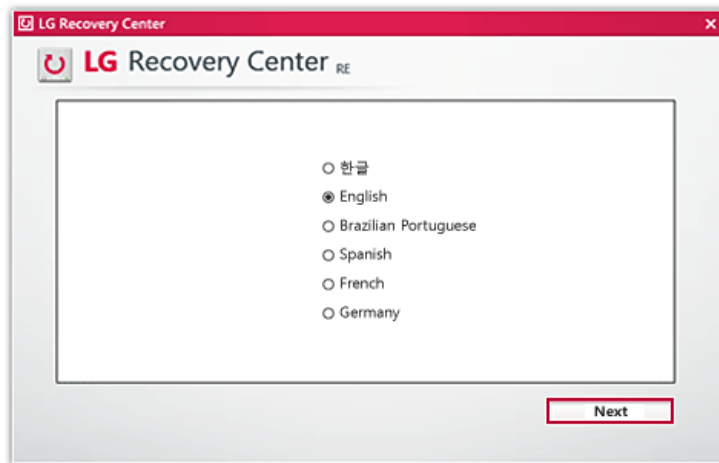 LG Recovery Center
LG Recovery Center RE
한글
English
Brazilian Portuguese
Spanish
French
Germany
Next